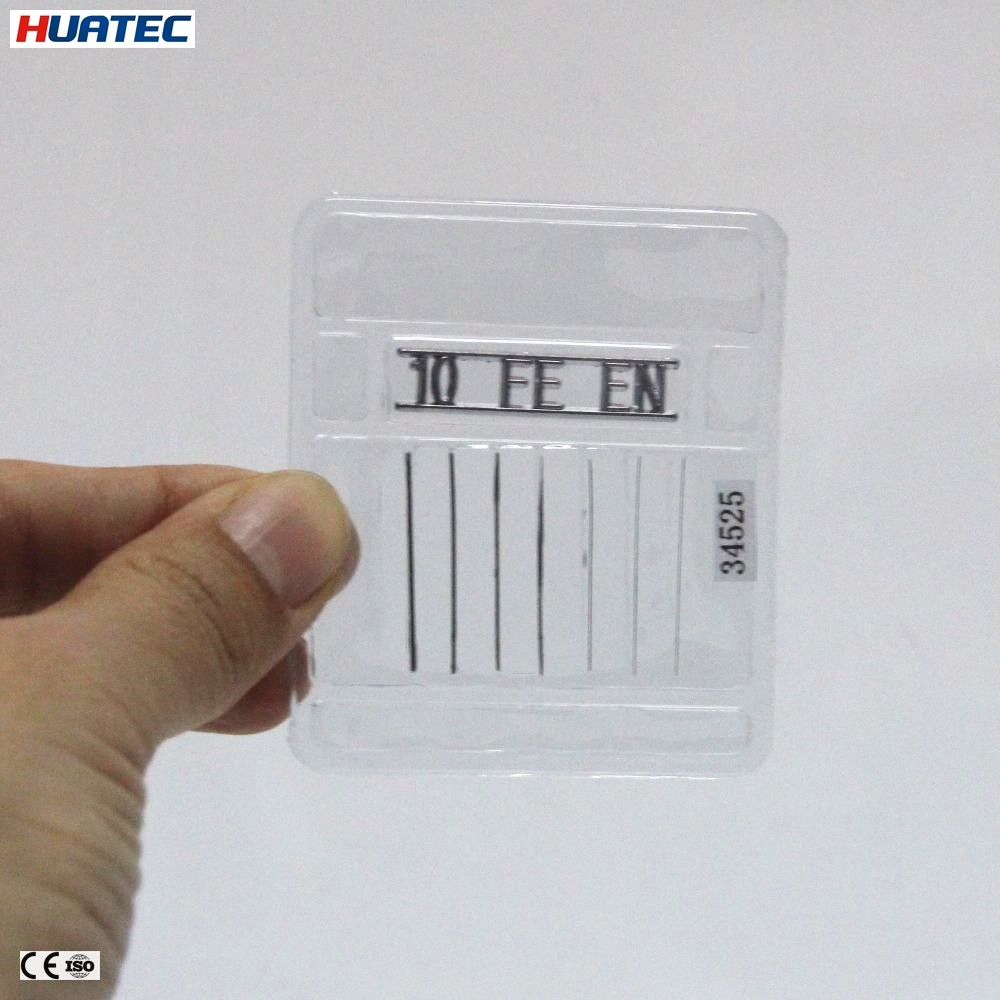 HUATEC
10 FE EN
34525
CE ISO